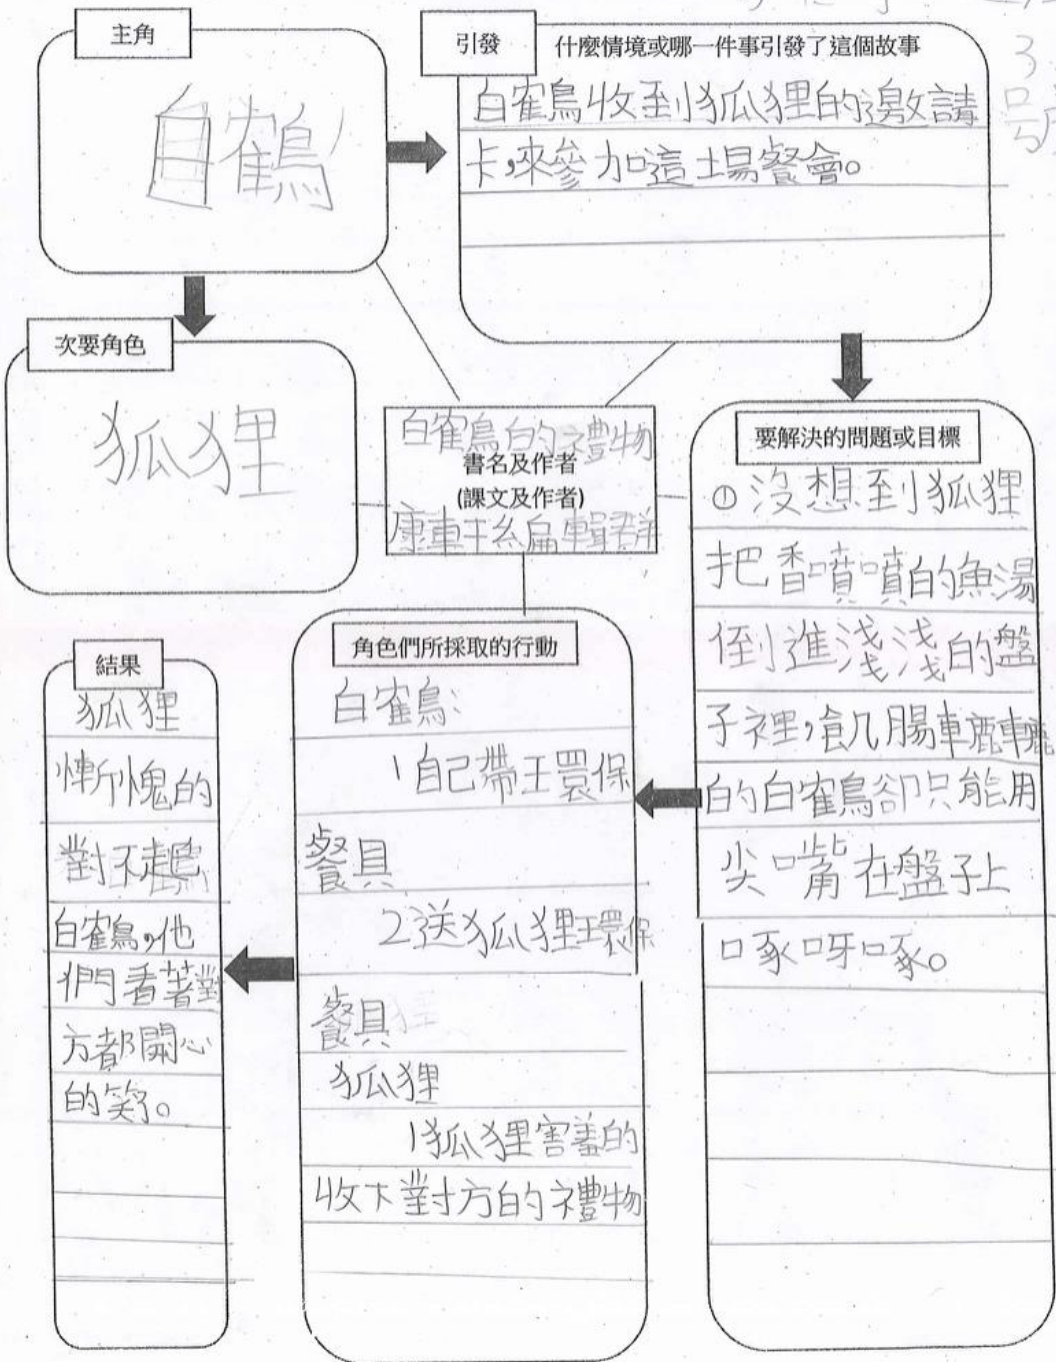 主角
白鶴
引發
什麼情境或哪一件事引發了這個故事
白鶴收到狐狸的邀請
卡,來參加這場餐會。
3
号
次要角色
狐狸
白鶴的禮物
書名及作者
(課文及作者)
康軒編輯群
要解決的問題或目標
①沒想到狐狸
把香噴噴的魚湯
倒進淺淺的盤
子裡,飢腸轆轆
的白鶴卻只能用
尖嘴在盤子上
啄呀啄。
角色們所採取的行動
白鶴:
1自己帶環保
餐具
2送狐狸環保
餐具
狐狸
1狐狸害羞的
收下對方的禮物
結果
狐狸
慚愧的
對不起
白鶴,他
們看著對
方都開心
的笑了。